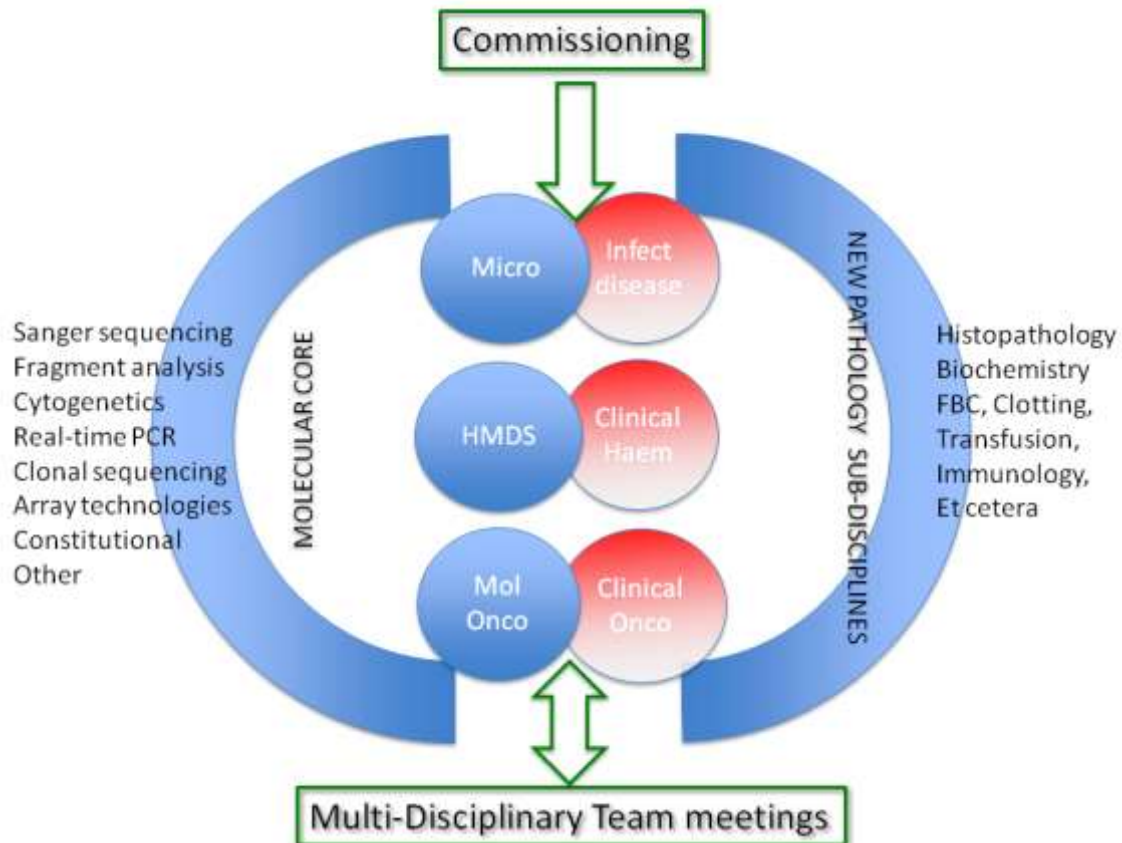 Commissioning
Micro
Infect
disease
HMDS
Clinical
Haem
Mol
Onco
Clinical
Onco
MOLECULAR CORE
NEW PATHOLOGY SUB-DISCIPLINES
Sanger sequencing
Fragment analysis
Cytogenetics
Real-time PCR
Clonal sequencing
Array technologies
Constitutional
Other
Histopathology
Biochemistry
FBC, Clotting,
Transfusion,
Immunology,
Et cetera
Multi-Disciplinary Team meetings